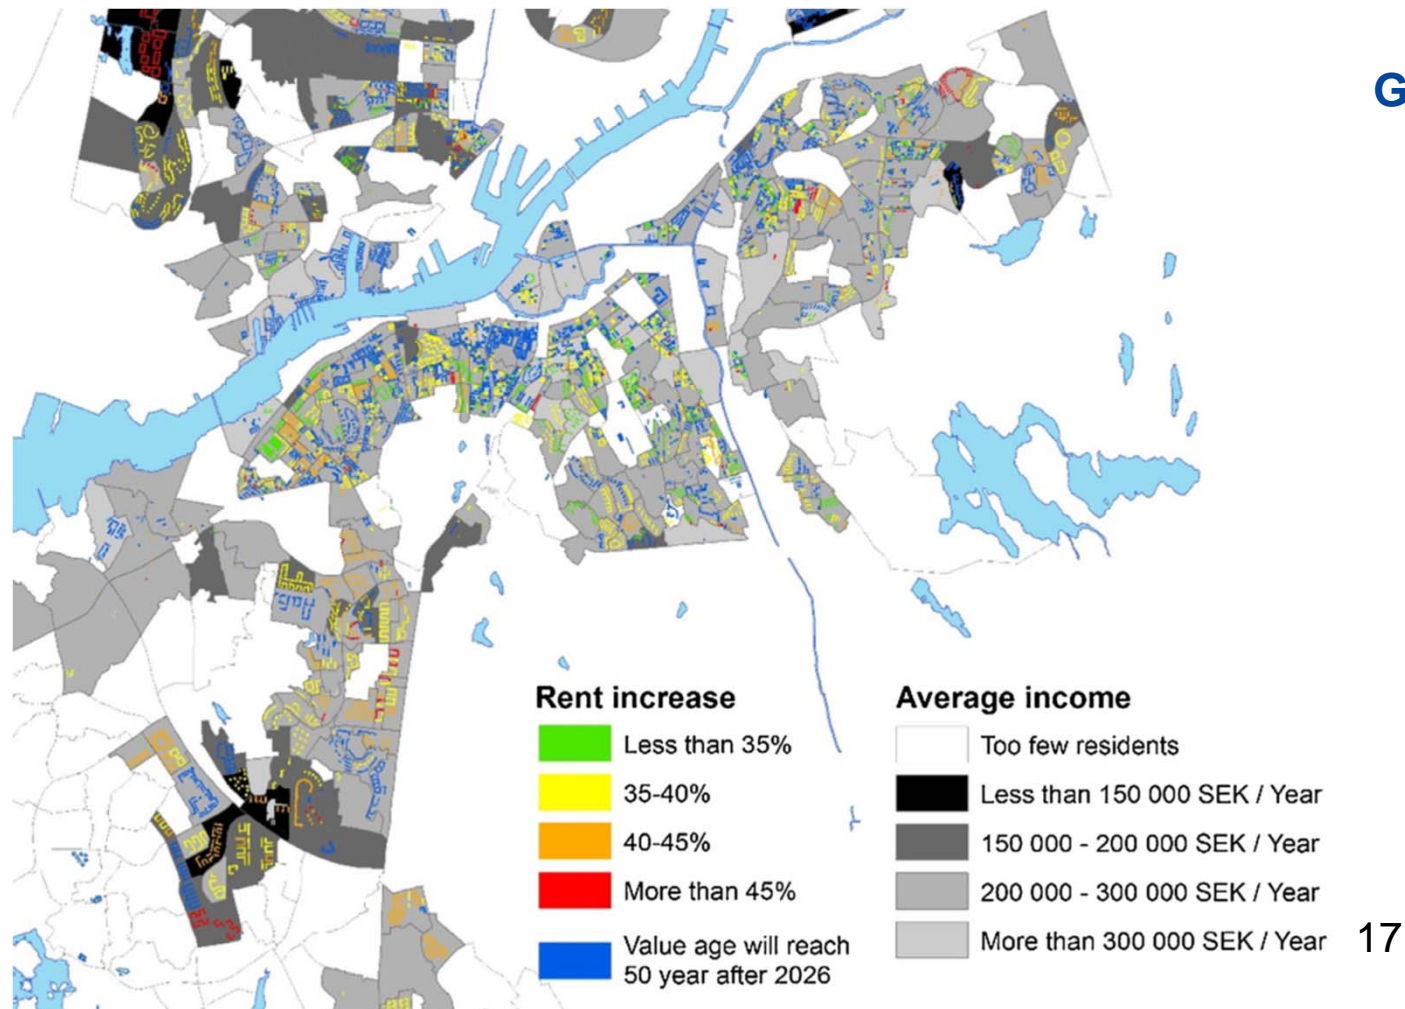 G
Rent increase
Less than 35%
35-40%
40-45%
More than 45%
Value age will reach
50 year after 2026
Average income
Too few residents
Less than 150 000 SEK / Year
150 000 - 200 000 SEK / Year
200 000 - 300 000 SEK / Year
More than 300 000 SEK / Year
17